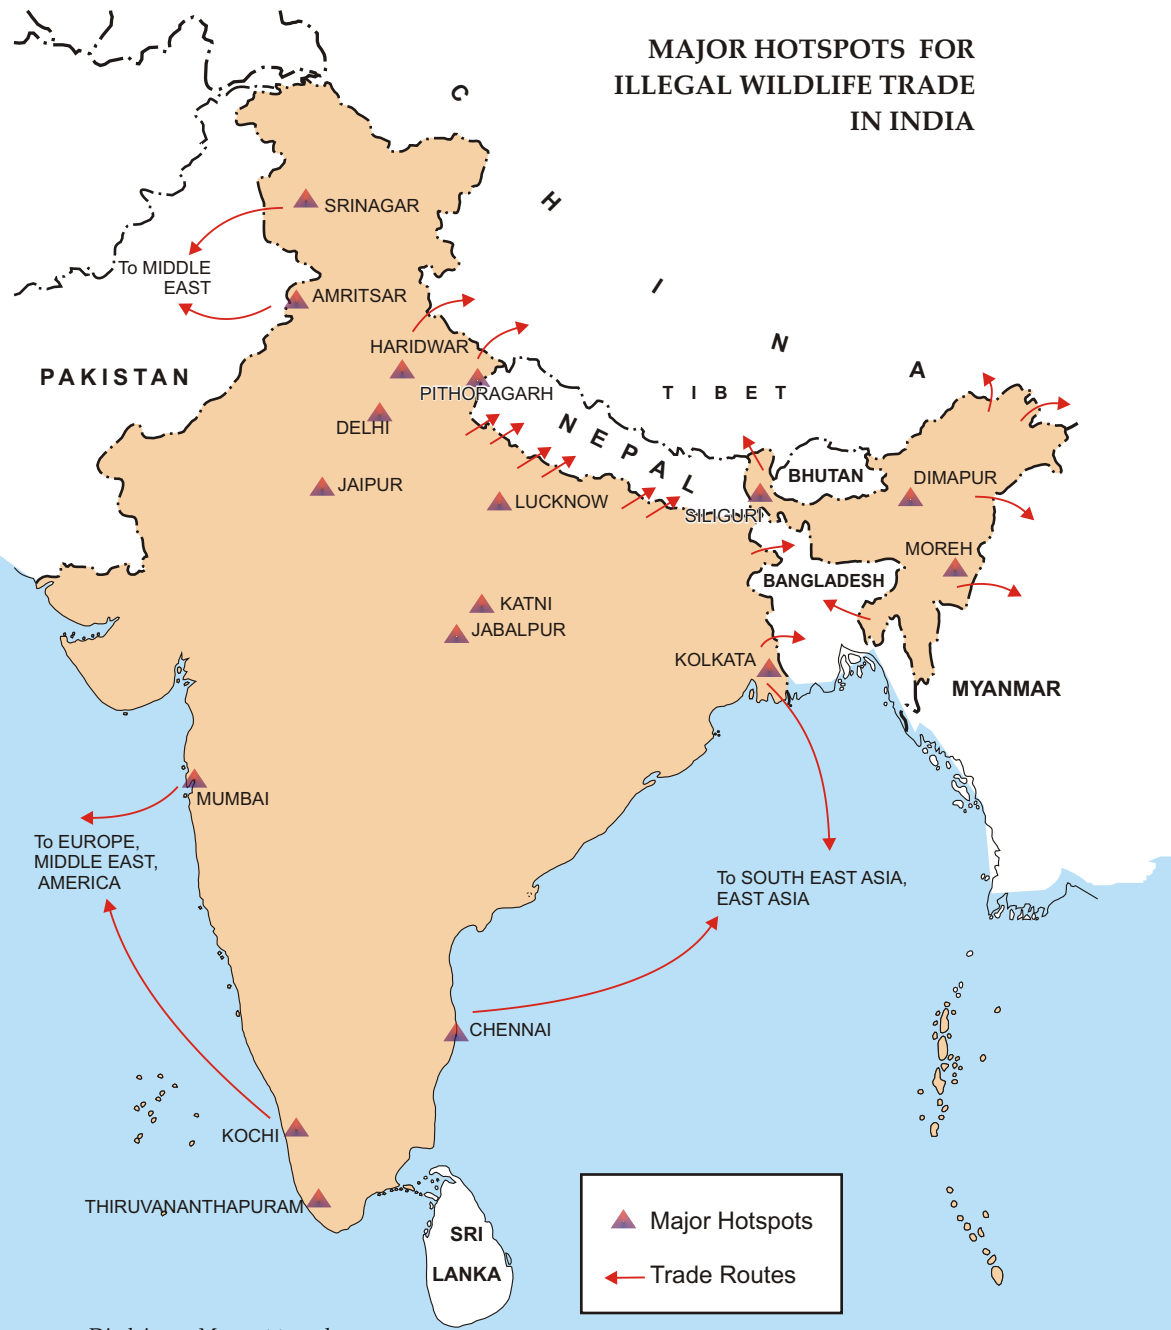 MAJOR HOTSPOTS FOR
ILLEGAL WILDLIFE TRADE
IN INDIA
C H I N A
SRINAGAR
To MIDDLE
EAST
AMRITSAR
HARIDWAR
PAKISTAN
PITHORAGARH
TIBET
DELHI
NEPAL
BHUTAN
DIMAPUR
JAIPUR
LUCKNOW
SILIGURI
MOREH
BANGLADESH
KATNI
JABALPUR
KOLKATA
MYANMAR
MUMBAI
To EUROPE,
MIDDLE EAST,
AMERICA
To SOUTH EAST ASIA,
EAST ASIA
CHENNAI
KOCHI
THIRUVANANTHAPURAM
SRI
LANKA
Major Hotspots
Trade Routes